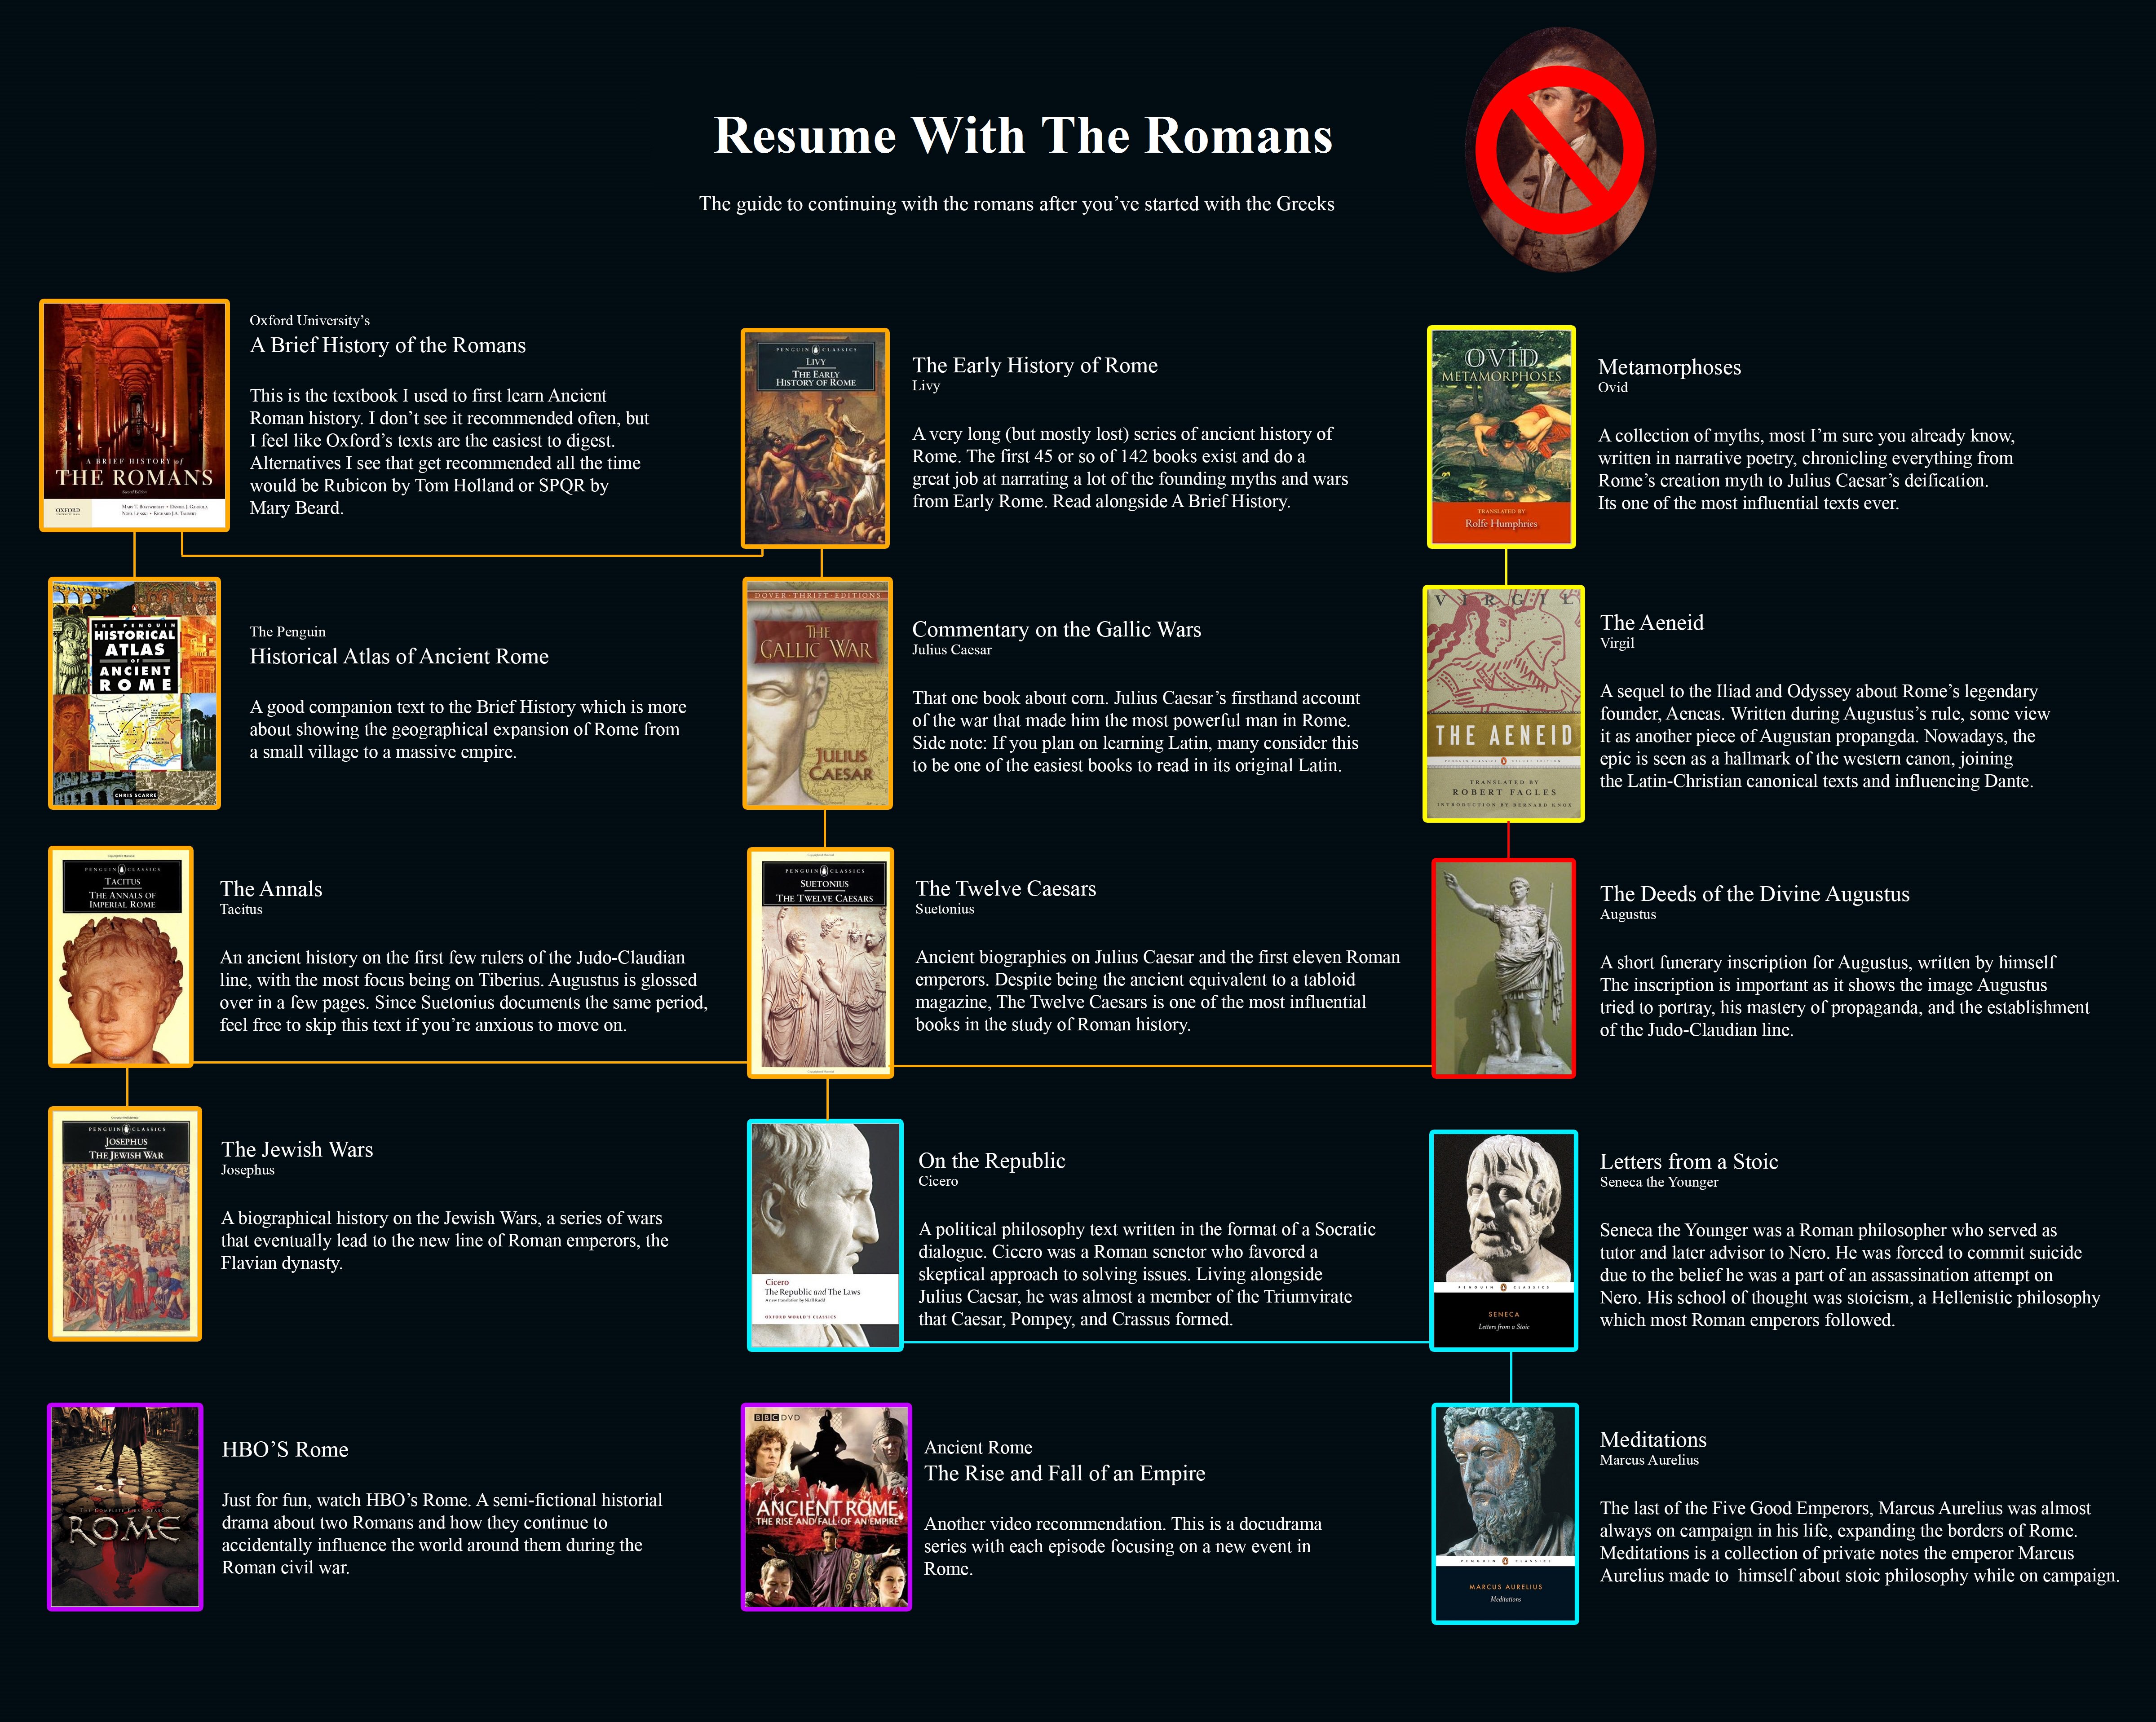 Resume With The Romans
The guide to continuing with the romans after you've started with the Greeks
A BRIEF HISTORY of
THE ROMANS
Second Edition
OXFORD
UNIVERSITY PRESS
MARY T. BOATWRIGHT • DANIEL J. GARGOLA
NOEL LENSKI • RICHARD J.A. TALBERT
Oxford University's
A Brief History of the Romans
This is the textbook I used to first learn Ancient
Roman history. I don't see it recommended often, but
I feel like Oxford's texts are the easiest to digest.
Alternatives I see that get recommended all the time
would be Rubicon by Tom Holland or SPQR by
Mary Beard.
PENGUIN CLASSICS
LIVY
THE EARLY
HISTORY OF ROME
The Early History of Rome
Livy
A very long (but mostly lost) series of ancient history of
Rome. The first 45 or so of 142 books exist and do a
great job at narrating a lot of the founding myths and wars
from Early Rome. Read alongside A Brief History.
OVID
METAMORPHOSES
TRANSLATED BY
Rolfe Humphries
Metamorphoses
Ovid
A collection of myths, most I'm sure you already know,
written in narrative poetry, chronicling everything from
Rome's creation myth to Julius Caesar's deification.
Its one of the most influential texts ever.
THE PENGUIN
HISTORICAL
ATLAS
OF
ANCIENT
ROME
CHRIS SCARRE
The Penguin
Historical Atlas of Ancient Rome
A good companion text to the Brief History which is more
about showing the geographical expansion of Rome from
a small village to a massive empire.
DOVER · THRIFT · EDITIONS
THE
GALLIC WAR
JULIUS
CAESAR
Commentary on the Gallic Wars
Julius Caesar
That one book about corn. Julius Caesar's firsthand account
of the war that made him the most powerful man in Rome.
Side note: If you plan on learning Latin, many consider this
to be one of the easiest books to read in its original Latin.
VIRGIL
THE AENEID
PENGUIN CLASSICS DELUXE EDITION
TRANSLATED BY
ROBERT FAGLES
INTRODUCTION BY BERNARD KNOX
The Aeneid
Virgil
A sequel to the Iliad and Odyssey about Rome's legendary
founder, Aeneas. Written during Augustus's rule, some view
it as another piece of Augustan propangda. Nowadays, the
epic is seen as a hallmark of the western canon, joining
the Latin-Christian canonical texts and influencing Dante.
Copyrighted Material
PENGUIN CLASSICS
TACITUS
THE ANNALS OF
IMPERIAL ROME
The Annals
Tacitus
An ancient history on the first few rulers of the Judo-Claudian
line, with the most focus being on Tiberius. Augustus is glossed
over in a few pages. Since Suetonius documents the same period,
feel free to skip this text if you're anxious to move on.
Copyrighted Material
PENGUIN CLASSICS
SUETONIUS
THE TWELVE CAESARS
Copyrighted Material
The Twelve Caesars
Suetonius
Ancient biographies on Julius Caesar and the first eleven Roman
emperors. Despite being the ancient equivalent to a tabloid
magazine, The Twelve Caesars is one of the most influential
books in the study of Roman history.
The Deeds of the Divine Augustus
Augustus
A short funerary inscription for Augustus, written by himself
The inscription is important as it shows the image Augustus
tried to portray, his mastery of propaganda, and the establishment
of the Judo-Claudian line.
Copyrighted Material
PENGUIN CLASSICS
JOSEPHUS
THE JEWISH WAR
The Jewish Wars
Josephus
A biographical history on the Jewish Wars, a series of wars
that eventually lead to the new line of Roman emperors, the
Flavian dynasty.
Cicero
The Republic and The Laws
A new translation by Niall Rudd
OXFORD WORLD'S CLASSICS
On the Republic
Cicero
A political philosophy text written in the format of a Socratic
dialogue. Cicero was a Roman senetor who favored a
skeptical approach to solving issues. Living alongside
Julius Caesar, he was almost a member of the Triumvirate
that Caesar, Pompey, and Crassus formed.
PENGUIN CLASSICS
SENECA
Letters from a Stoic
Letters from a Stoic
Seneca the Younger
Seneca the Younger was a Roman philosopher who served as
tutor and later advisor to Nero. He was forced to commit suicide
due to the belief he was a part of an assassination attempt on
Nero. His school of thought was stoicism, a Hellenistic philosophy
which most Roman emperors followed.
THE COMPLETE FIRST SEASON
ROME
HBO'S Rome
Just for fun, watch HBO's Rome. A semi-fictional historial
drama about two Romans and how they continue to
accidentally influence the world around them during the
Roman civil war.
BBC DVD
ANCIENT ROME
THE RISE AND FALL OF AN EMPIRE
Ancient Rome
The Rise and Fall of an Empire
Another video recommendation. This is a docudrama
series with each episode focusing on a new event in
Rome.
PENGUIN CLASSICS
MARCUS AURELIUS
Meditations
Meditations
Marcus Aurelius
The last of the Five Good Emperors, Marcus Aurelius was almost
always on campaign in his life, expanding the borders of Rome.
Meditations is a collection of private notes the emperor Marcus
Aurelius made to himself about stoic philosophy while on campaign.